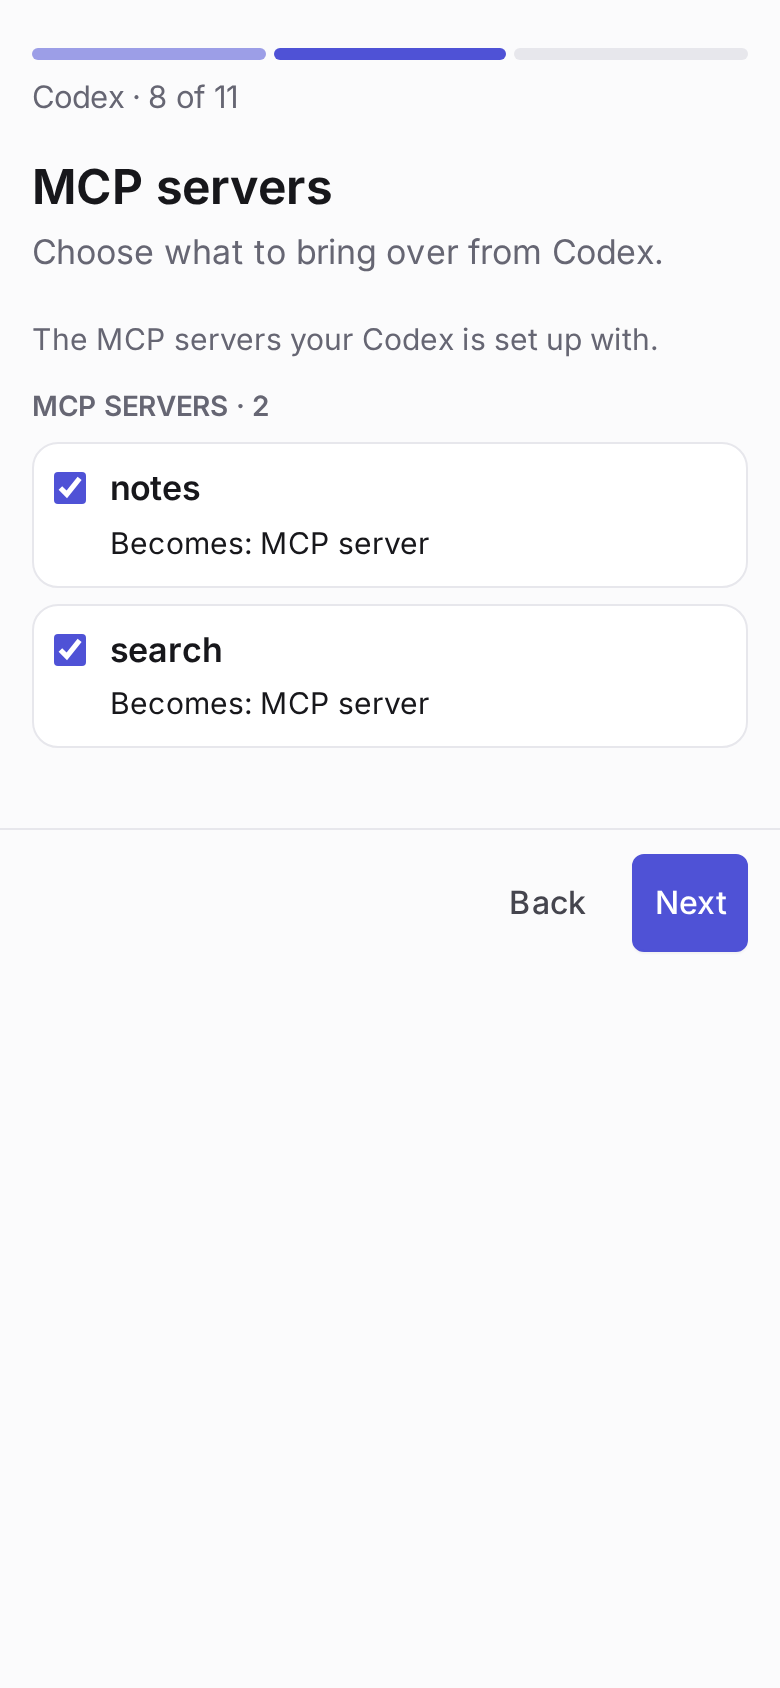 Codex · 8 of 11
MCP servers
Choose what to bring over from Codex.
The MCP servers your Codex is set up with.
MCP SERVERS · 2
notes
Becomes: MCP server
search
Becomes: MCP server
Back
Next